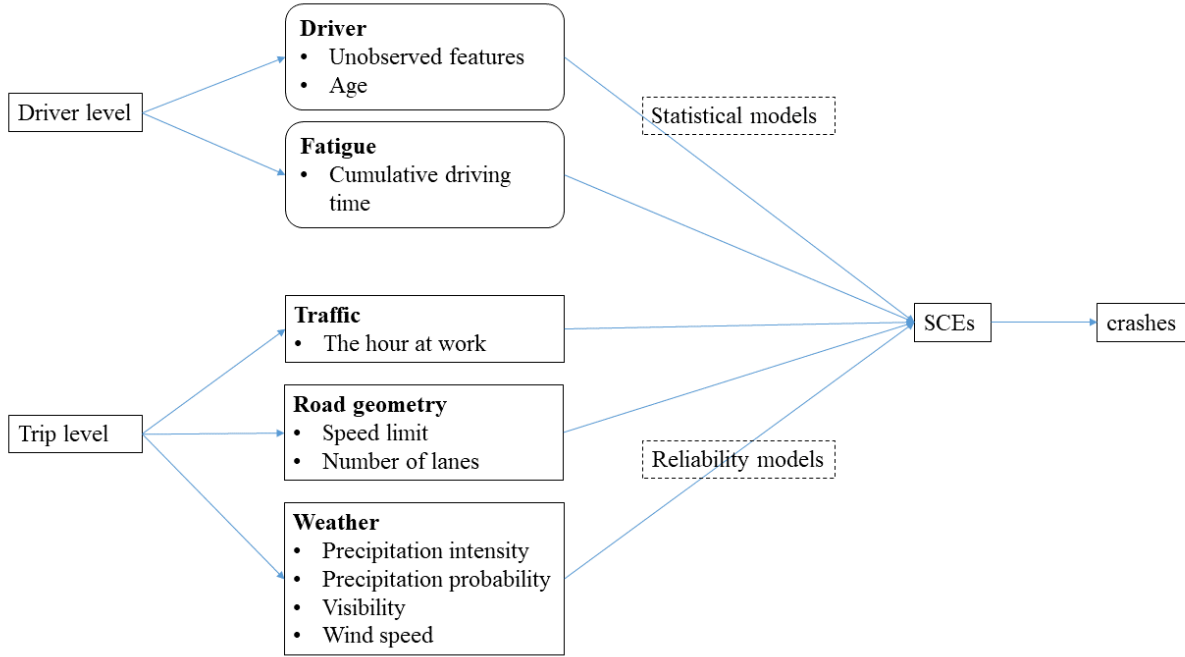 Driver
• Unobserved features
• Age
Driver level
Statistical models
Fatigue
• Cumulative driving
time
Traffic
• The hour at work
SCEs
crashes
Road geometry
• Speed limit
• Number of lanes
Trip level
Reliability models
Weather
• Precipitation intensity
• Precipitation probability
• Visibility
• Wind speed